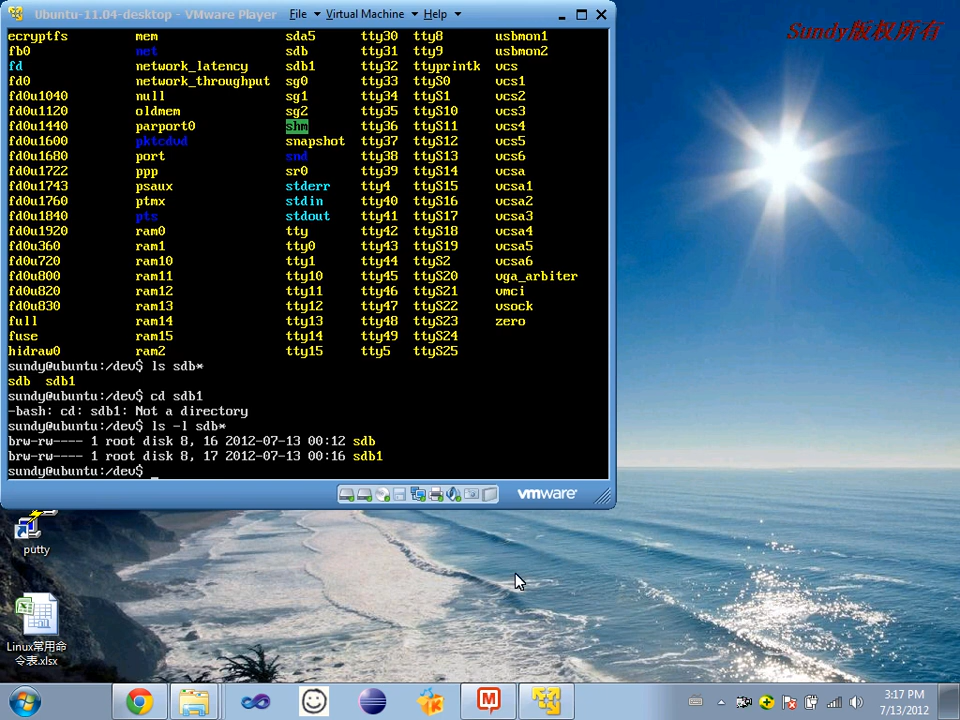 Ubuntu-11.04-desktop - VMware Player File Virtual Machine Help
Sundy版权所有
ecryptfs mem sda5 tty30 tty8 usbmon1
fb0 net sdb tty31 tty9 usbmon2
fd network_latency sdb1 tty32 ttyprintk vcs
fd0 network_throughput sg0 tty33 ttyS0 vcs1
fd0u1040 null sg1 tty34 ttyS1 vcs2
fd0u1120 oldmem sg2 tty35 ttyS10 vcs3
fd0u1440 parport0 shm tty36 ttyS11 vcs4
fd0u1600 pktcdvd snapshot tty37 ttyS12 vcs5
fd0u1680 port snd tty38 ttyS13 vcs6
fd0u1722 ppp sr0 tty39 ttyS14 vcsa
fd0u1743 psaux stderr tty4 ttyS15 vcsa1
fd0u1760 ptmx stdin tty40 ttyS16 vcsa2
fd0u1840 pts stdout tty41 ttyS17 vcsa3
fd0u1920 ram0 tty tty42 ttyS18 vcsa4
fd0u360 ram1 tty0 tty43 ttyS19 vcsa5
fd0u720 ram10 tty1 tty44 ttyS2 vcsa6
fd0u800 ram11 tty10 tty45 ttyS20 vga_arbiter
fd0u820 ram12 tty11 tty46 ttyS21 vmci
fd0u830 ram13 tty12 tty47 ttyS22 vsock
full ram14 tty13 tty48 ttyS23 zero
fuse ram15 tty14 tty49 ttyS24
hidraw0 ram2 tty15 tty5 ttyS25
sundy@ubuntu:/dev$ ls sdb*
sdb sdb1
sundy@ubuntu:/dev$ cd sdb1
-bash: cd: sdb1: Not a directory
sundy@ubuntu:/dev$ ls -l sdb*
brw-rw---- 1 root disk 8, 16 2012-07-13 00:12 sdb
brw-rw---- 1 root disk 8, 17 2012-07-13 00:16 sdb1
sundy@ubuntu:/dev$ _
vmware
putty
Linux常用命
令表.xlsx
3:17 PM
7/13/2012